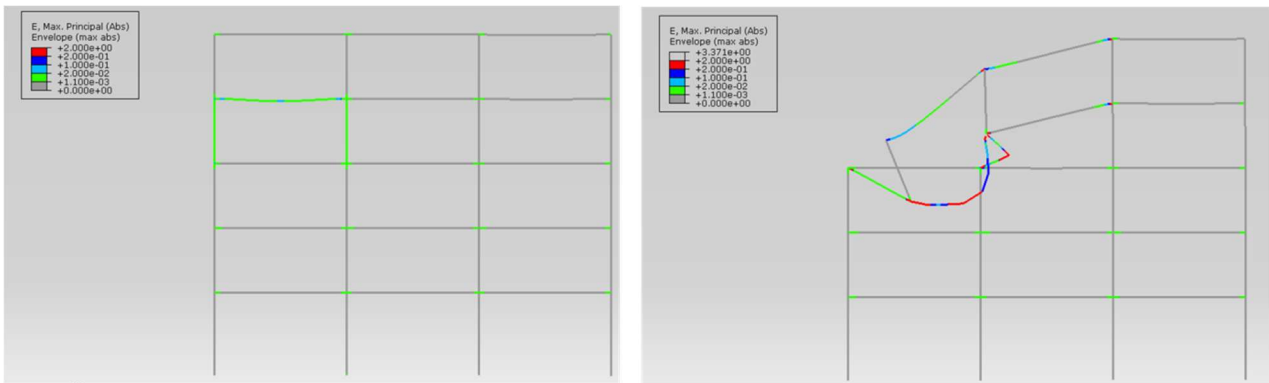 E, Max. Principal (Abs)
Envelope (max abs)
+2.000e+00
+2.000e-01
+1.000e-01
+2.000e-02
+1.100e-03
+0.000e+00
E, Max. Principal (Abs)
Envelope (max abs)
+3.371e+00
+2.000e+00
+2.000e-01
+1.000e-01
+2.000e-02
+1.100e-03
+0.000e+00